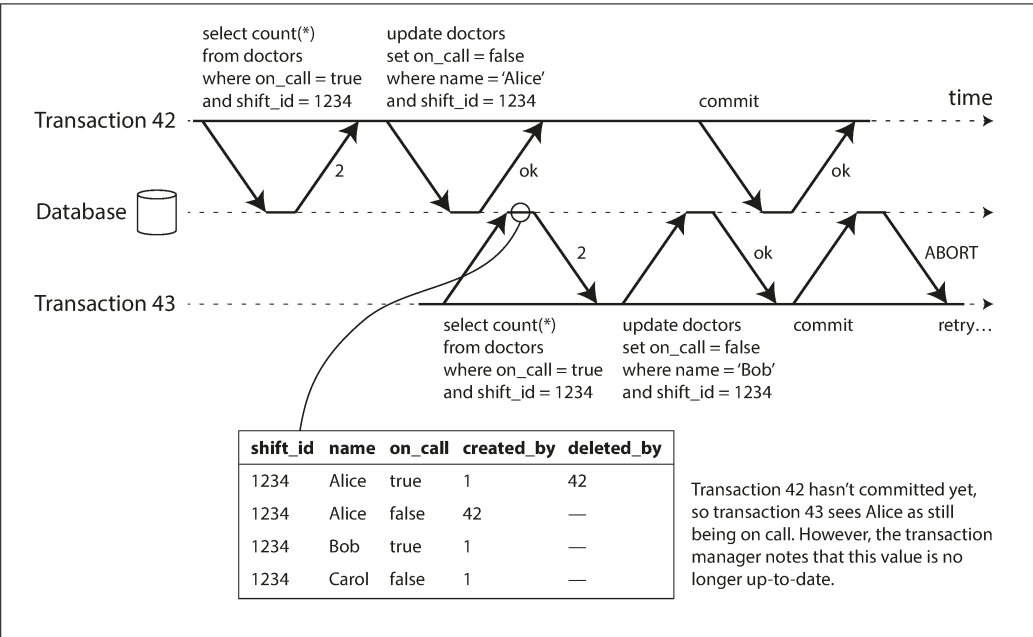 select count(*)
from doctors
where on_call = true
and shift_id = 1234
update doctors
set on_call = false
where name = ‘Alice’
and shift_id = 1234
commit
time
Transaction 42
2
ok
ok
Database
2
ok
ABORT
Transaction 43
select count(*)
from doctors
where on_call = true
and shift_id = 1234
update doctors
set on_call = false
where name = ‘Bob’
and shift_id = 1234
commit
retry…
shift_id name on_call created_by deleted_by
1234 Alice true 1 42
1234 Alice false 42 —
1234 Bob true 1 —
1234 Carol false 1 —
Transaction 42 hasn’t committed yet,
so transaction 43 sees Alice as still
being on call. However, the transaction
manager notes that this value is no
longer up-to-date.